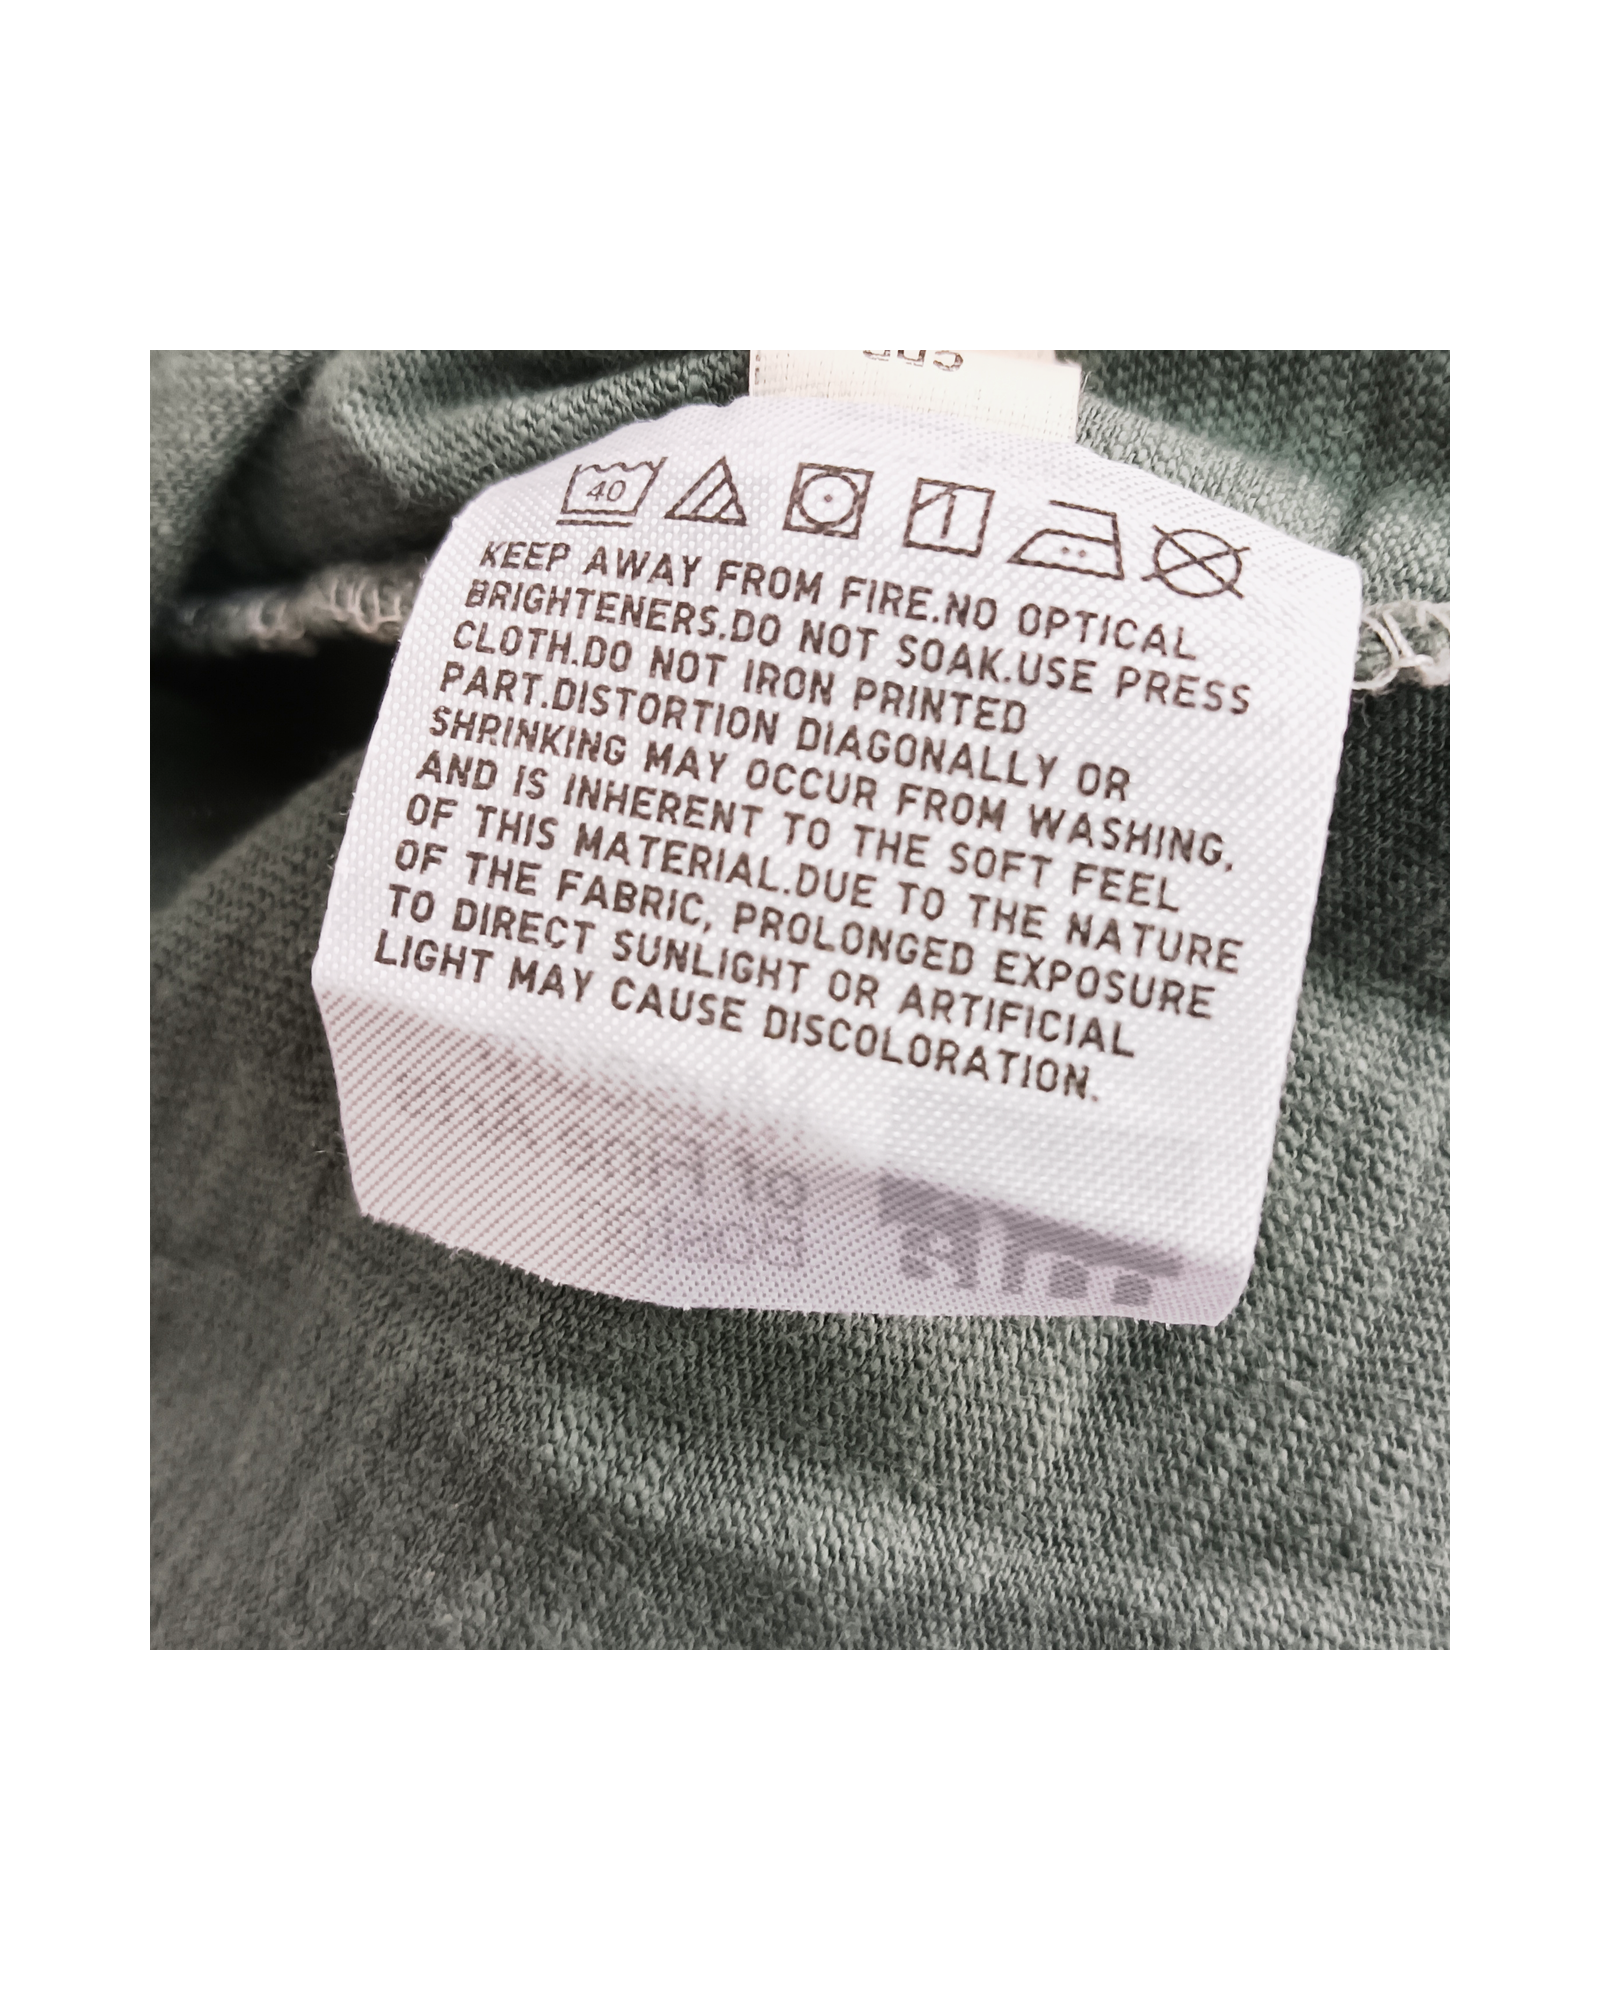 40
KEEP AWAY FROM FIRE.NO OPTICAL
BRIGHTENERS.DO NOT SOAK.USE PRESS
CLOTH.DO NOT IRON PRINTED
PART.DISTORTION DIAGONALLY OR
SHRINKING MAY OCCUR FROM WASHING,
AND IS INHERENT TO THE SOFT FEEL
OF THIS MATERIAL.DUE TO THE NATURE
OF THE FABRIC, PROLONGED EXPOSURE
TO DIRECT SUNLIGHT OR ARTIFICIAL
LIGHT MAY CAUSE DISCOLORATION.